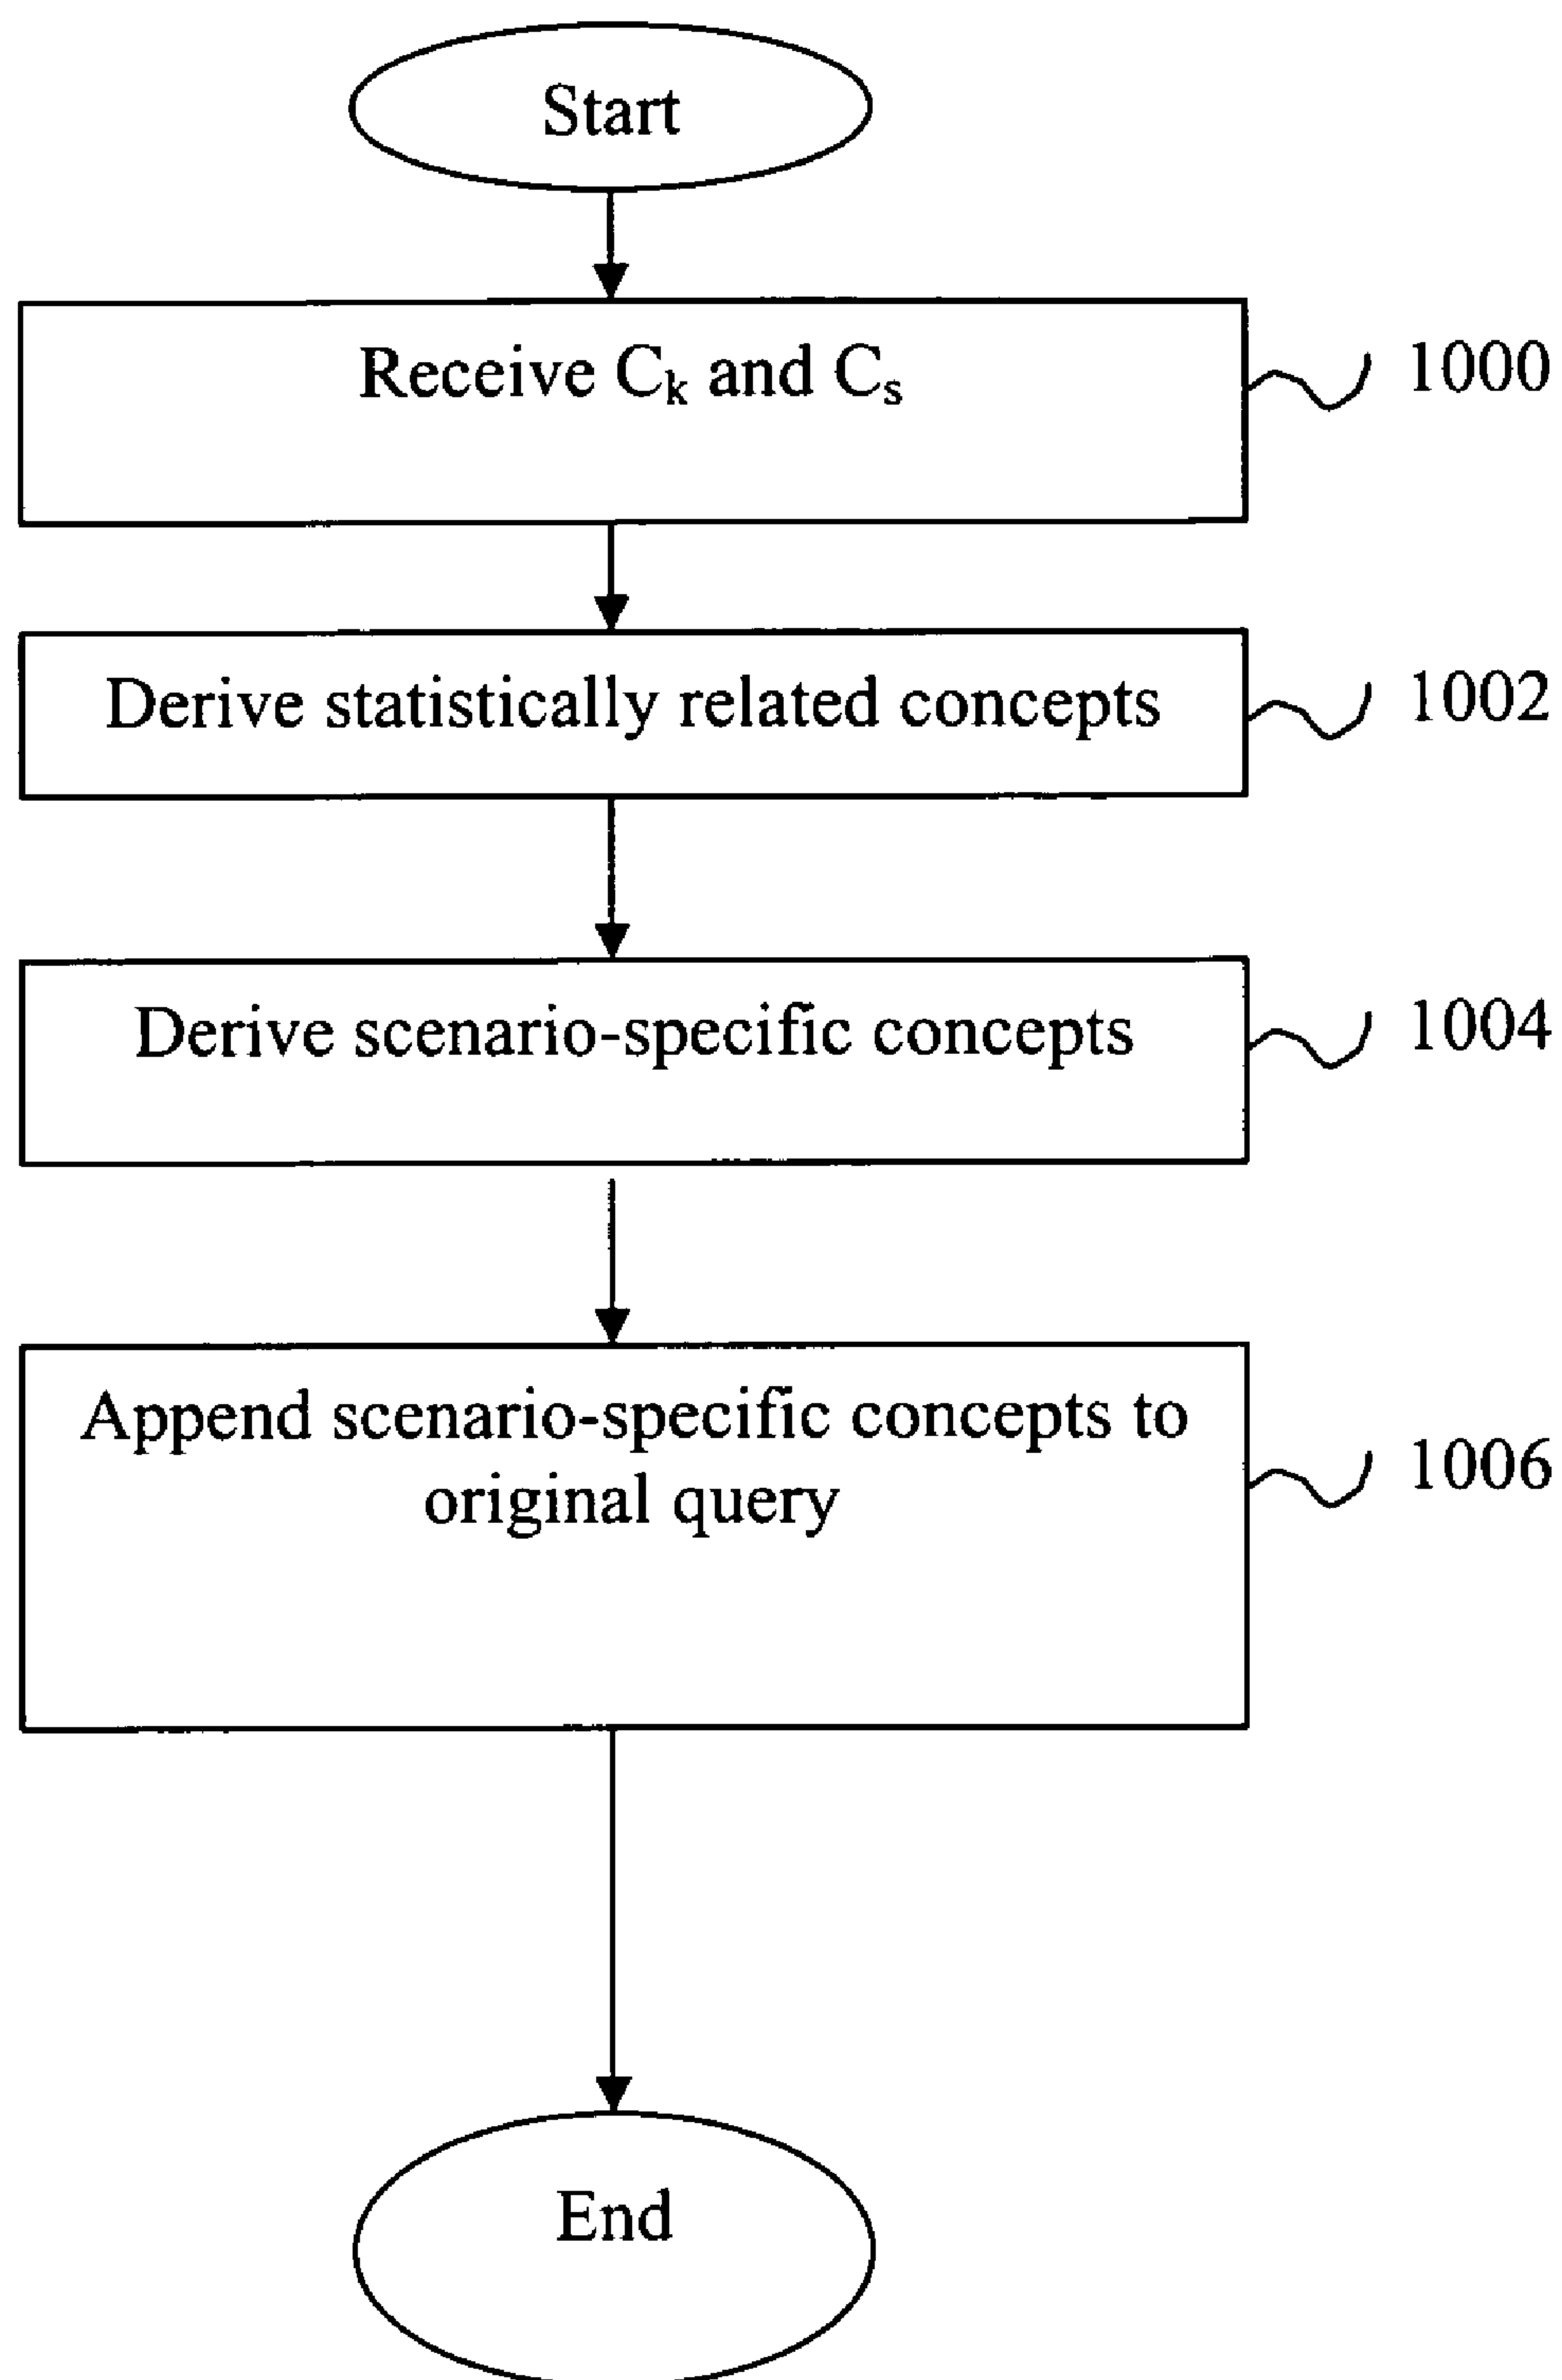 Start
Receive Cₖ and Cₛ
1000
Derive statistically related concepts
1002
Derive scenario-specific concepts
1004
Append scenario-specific concepts to
original query
1006
End